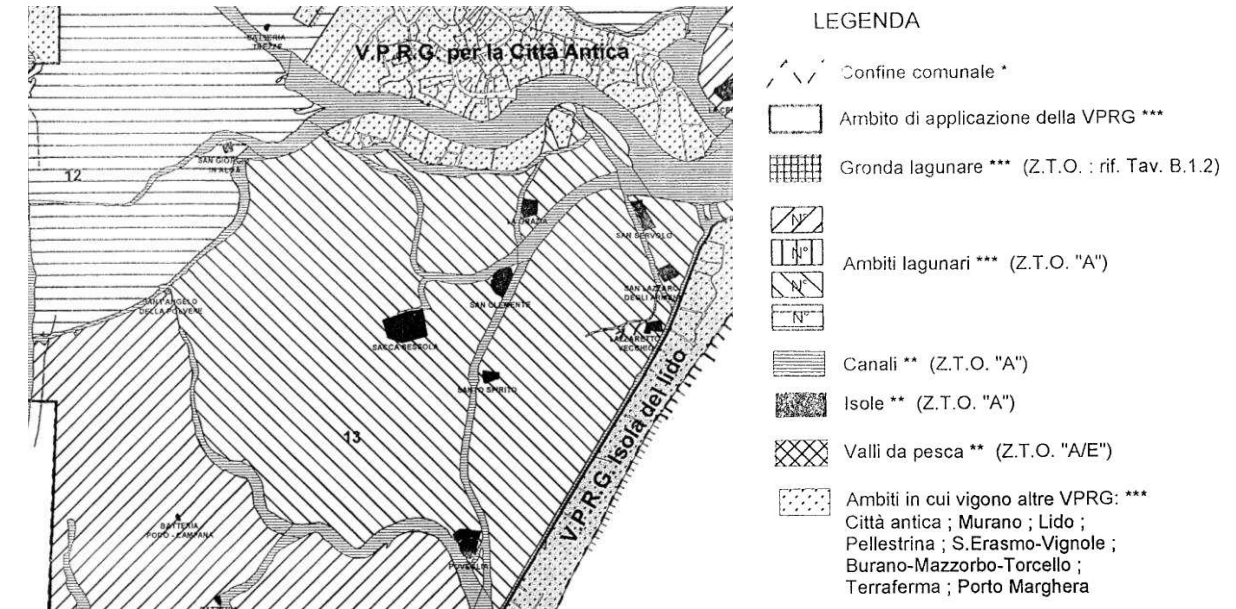 BATTERIA
TREZZE
V.P.R.G. per la Città Antica
SAN GIORGIO
IN ALGA
12
LA GRAZIA
SAN SERVOLO
SAN CLEMENTE
SAN LAZZARO
DEGLI ARMENI
SANT'ANGELO
DELLA POLVERE
SACCA SESSOLA
LAZZARETTO
VECCHIO
SANTO SPIRITO
13
V.P.R.G. Isola del lido
BATTERIA
PODO - CAMPANA
POVEGLIA
LEGENDA
Confine comunale *
Ambito di applicazione della VPRG ***
Gronda lagunare *** (Z.T.O. : rif. Tav. B.1.2)
N°
N°
N°
N°
Ambiti lagunari *** (Z.T.O. "A")
Canali ** (Z.T.O. "A")
Isole ** (Z.T.O. "A")
Valli da pesca ** (Z.T.O. "A/E")
Ambiti in cui vigono altre VPRG: ***
Città antica ; Murano ; Lido ;
Pellestrina ; S.Erasmo-Vignole ;
Burano-Mazzorbo-Torcello ;
Terraferma ; Porto Marghera